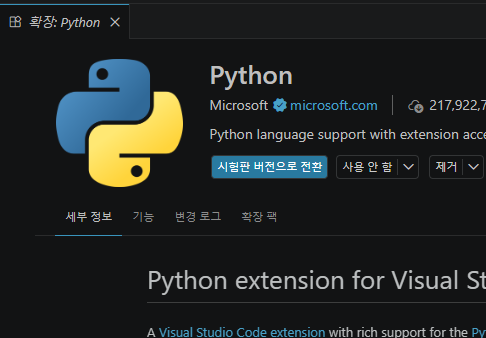 확장: Python
Python
Microsoft microsoft.com 217,922,7
Python language support with extension acce
시험판 버전으로 전환 사용 안 함 제거
세부 정보 기능 변경 로그 확장 팩
Python extension for Visual St
A Visual Studio Code extension with rich support for the Py